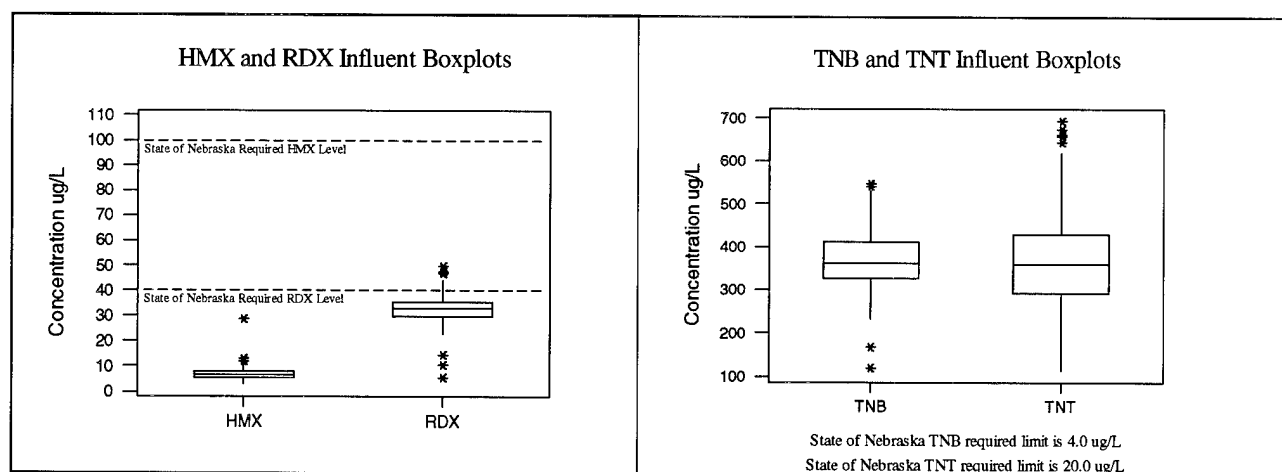 HMX and RDX Influent Boxplots
Concentration ug/L
110
100
90
80
70
60
50
40
30
20
10
0
State of Nebraska Required HMX Level
State of Nebraska Required RDX Level
HMX
RDX
TNB and TNT Influent Boxplots
Concentration ug/L
700
600
500
400
300
200
100
TNB
TNT
State of Nebraska TNB required limit is 4.0 ug/L
State of Nebraska TNT required limit is 20.0 ug/L